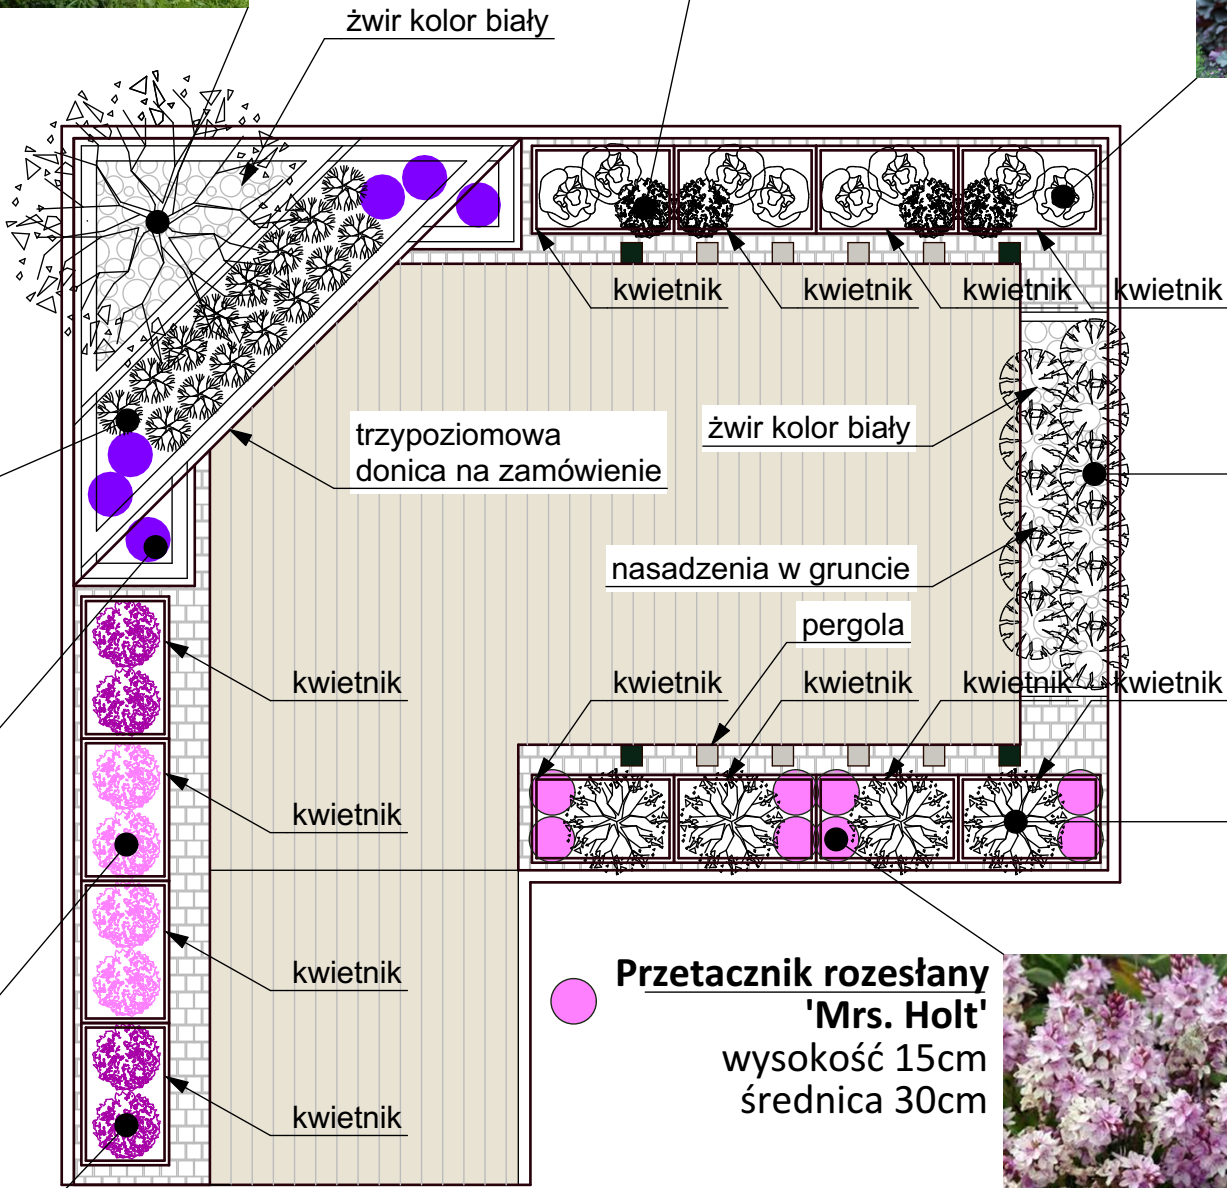 żwir kolor biały
kwietnik
kwietnik
kwietnik
kwietnik
trzypoziomowa
donica na zamówienie
żwir kolor biały
nasadzenia w gruncie
pergola
kwietnik
kwietnik
kwietnik
kwietnik
kwietnik
kwietnik
kwietnik
kwietnik
Przetacznik rozesłany
'Mrs. Holt'
wysokość 15cm
średnica 30cm